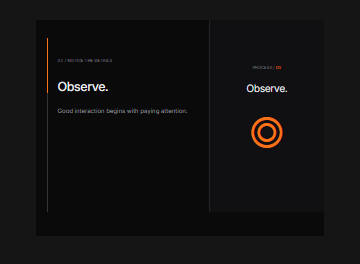 01 / NOTICE THE DETAILS
Observe.
Good interaction begins with paying attention.
PROCESS / 01
Observe.